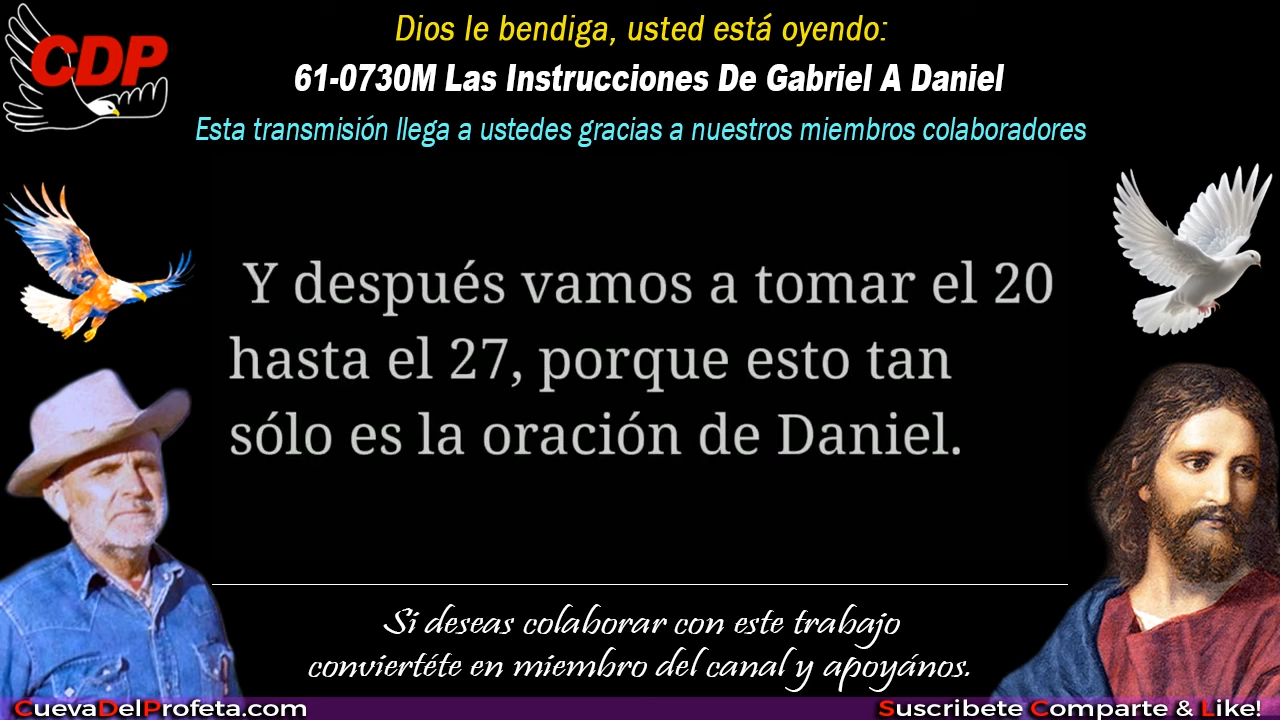 CDP
Dios le bendiga, usted está oyendo:
61-0730M Las Instrucciones De Gabriel A Daniel
Esta transmisión llega a ustedes gracias a nuestros miembros colaboradores
Y después vamos a tomar el 20
hasta el 27, porque esto tan
sólo es la oración de Daniel.
Si deseas colaborar con este trabajo
conviertéte en miembro del canal y apoyános.
CuevaDelProfeta.com
Suscribete Comparte & Like!